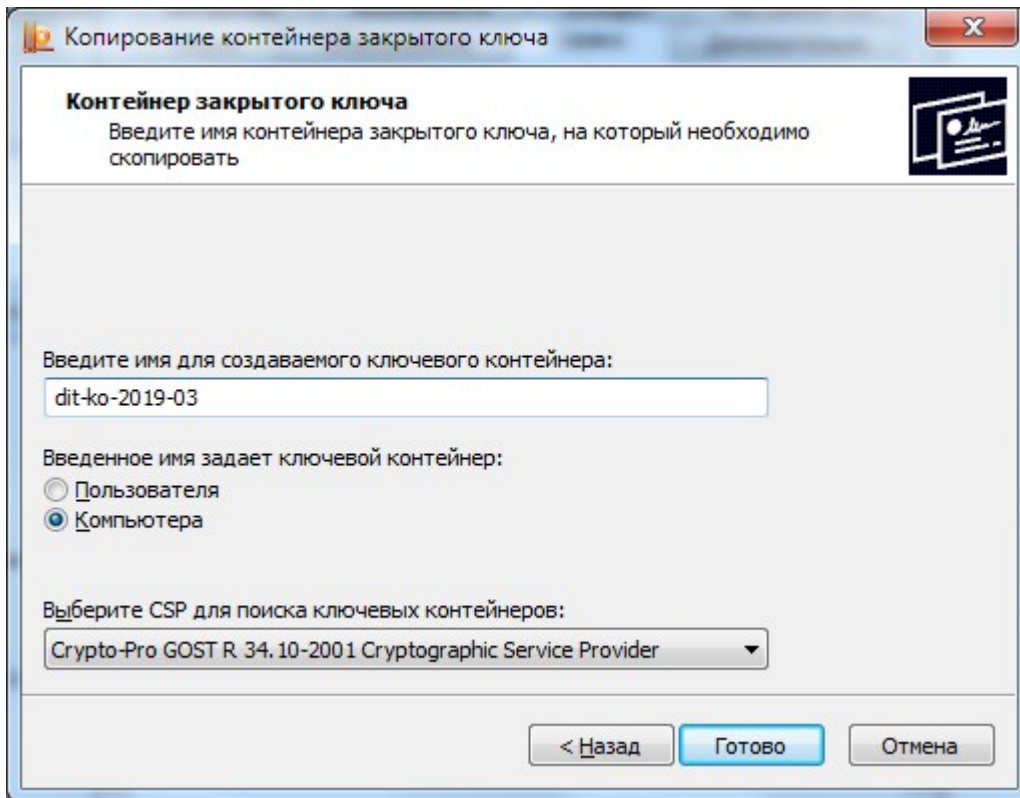 Копирование контейнера закрытого ключа
Контейнер закрытого ключа
Введите имя контейнера закрытого ключа, на который необходимо
скопировать
Введите имя для создаваемого ключевого контейнера:
dit-ko-2019-03
Введенное имя задает ключевой контейнер:
Пользователя
Компьютера
Выберите CSP для поиска ключевых контейнеров:
Crypto-Pro GOST R 34.10-2001 Cryptographic Service Provider
< Назад
Готово
Отмена